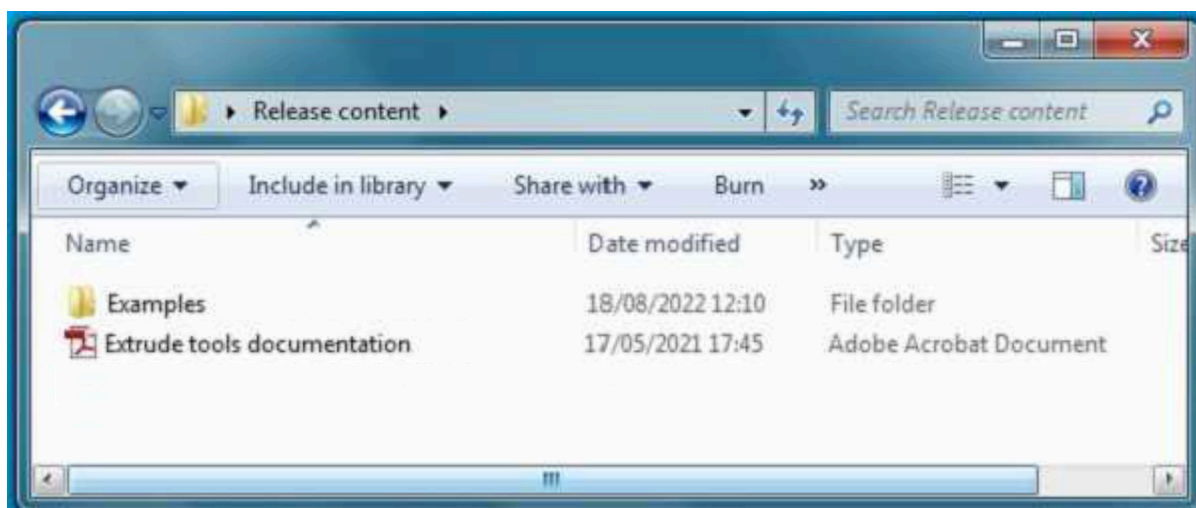 Release content
Search Release content
Organize Include in library Share with Burn »
Name Date modified Type Size
Examples 18/08/2022 12:10 File folder
Extrude tools documentation 17/05/2021 17:45 Adobe Acrobat Document